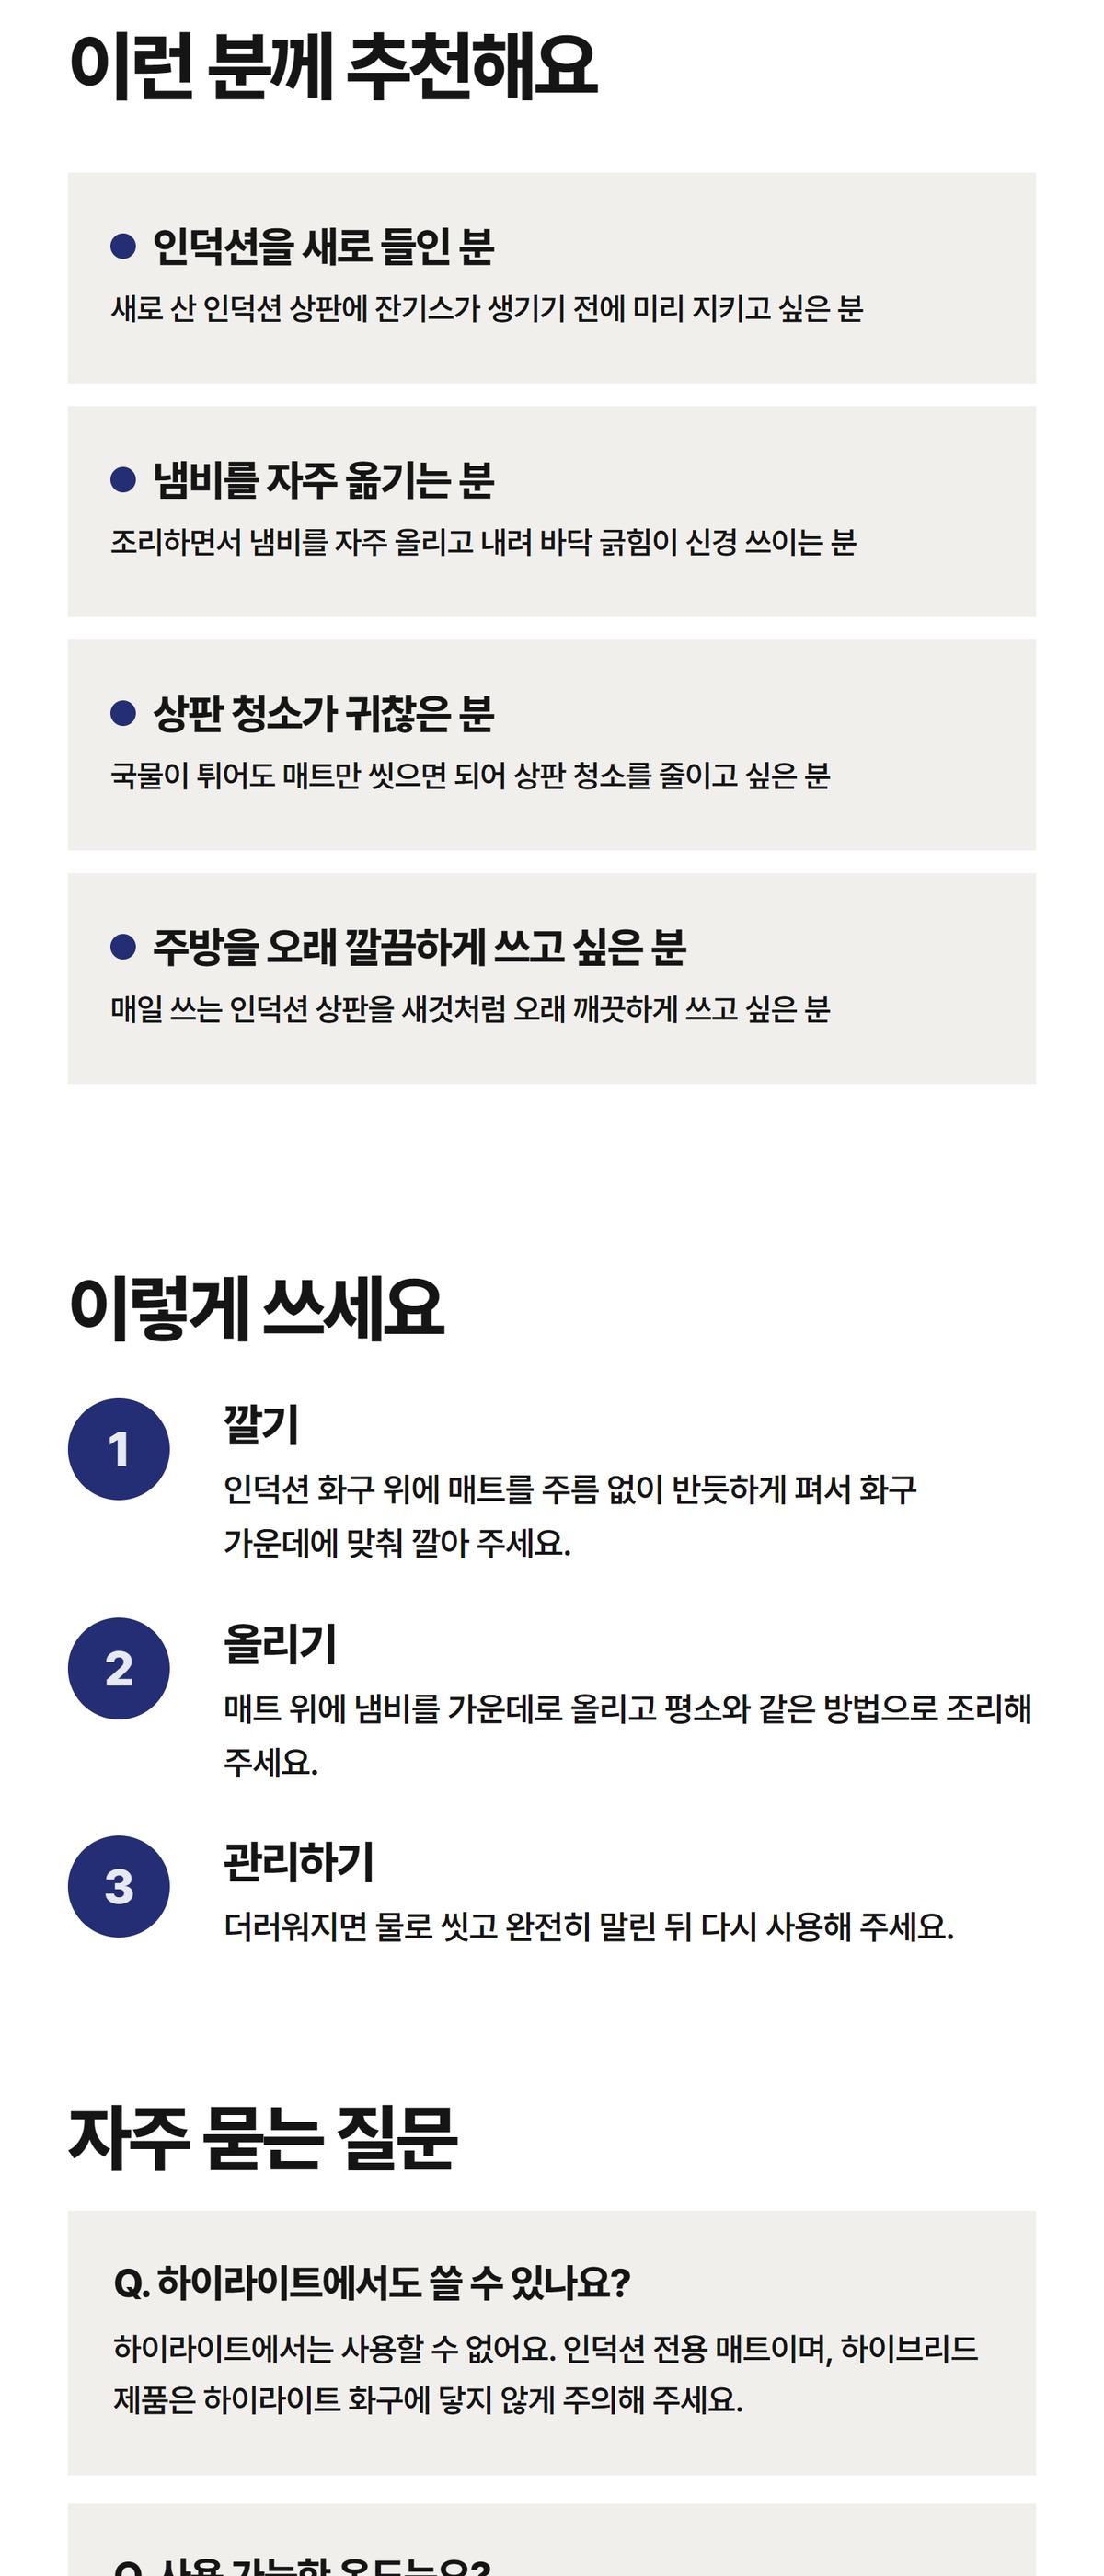 이런 분께 추천해요
인덕션을 새로 들인 분
새로 산 인덕션 상판에 잔기스가 생기기 전에 미리 지키고 싶은 분
냄비를 자주 옮기는 분
조리하면서 냄비를 자주 올리고 내려 바닥 긁힘이 신경 쓰이는 분
상판 청소가 귀찮은 분
국물이 튀어도 매트만 씻으면 되어 상판 청소를 줄이고 싶은 분
주방을 오래 깔끔하게 쓰고 싶은 분
매일 쓰는 인덕션 상판을 새것처럼 오래 깨끗하게 쓰고 싶은 분
이렇게 쓰세요
1
깔기
인덕션 화구 위에 매트를 주름 없이 반듯하게 펴서 화구
가운데에 맞춰 깔아 주세요.
2
올리기
매트 위에 냄비를 가운데로 올리고 평소와 같은 방법으로 조리해
주세요.
3
관리하기
더러워지면 물로 씻고 완전히 말린 뒤 다시 사용해 주세요.
자주 묻는 질문
Q. 하이라이트에서도 쓸 수 있나요?
하이라이트에서는 사용할 수 없어요. 인덕션 전용 매트이며, 하이브리드
제품은 하이라이트 화구에 닿지 않게 주의해 주세요.
Q. 사용 가능한 온도는요?